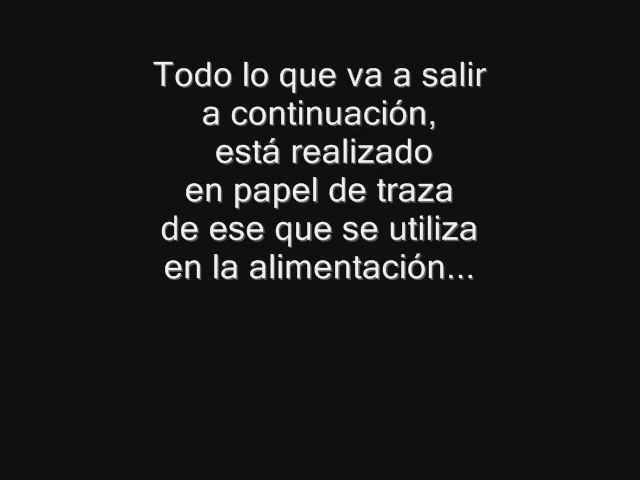 Todo lo que va a salir
a continuación,
está realizado
en papel de traza
de ese que se utiliza
en la alimentación...